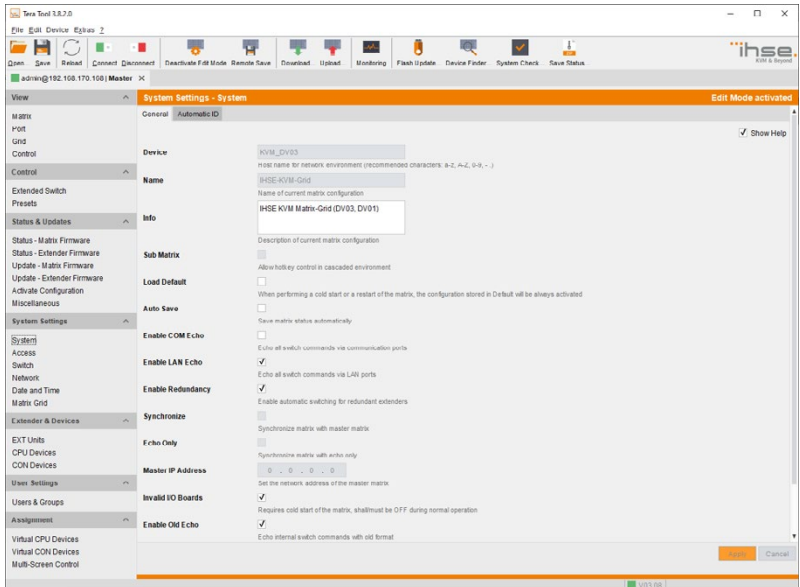 Tera Tool 3.8.2.0
File Edit Device Extras ?
Open... Save Reload Connect Disconnect Deactivate Edit Mode Remote Save Download... Upload... Monitoring Flash Update... Device Finder... System Check... Save Status...
ihse.
KVM & Beyond
admin@192.168.170.168 | Master
View
Matrix
Port
Grid
Control
Control
Extended Switch
Presets
Status & Updates
Status - Matrix Firmware
Status - Extender Firmware
Update - Matrix Firmware
Update - Extender Firmware
Activate Configuration
Miscellaneous
System Settings
System
Access
Switch
Network
Date and Time
Matrix Grid
Extender & Devices
EXT Units
CPU Devices
CON Devices
User Settings
Users & Groups
Assignment
Virtual CPU Devices
Virtual CON Devices
Multi-Screen Control
System Settings - System Edit Mode activated
General Automatic ID
Show Help
Device KVM_DV03
Host name for network environment (recommended characters: a-z, A-Z, 0-9, - .)
Name IHSE-KVM-Grid
Name of current matrix configuration
Info IHSE KVM Matrix-Grid (DV03, DV01)
Description of current matrix configuration
Sub Matrix
Allow hotkey control in cascaded environment
Load Default
When performing a cold start or a restart of the matrix, the configuration stored in Default will be always activated
Auto Save
Save matrix status automatically
Enable COM Echo
Echo all switch commands via communication ports
Enable LAN Echo
Echo all switch commands via LAN ports
Enable Redundancy
Enable automatic switching for redundant extenders
Synchronize
Synchronize matrix with master matrix
Echo Only
Synchronize matrix with echo only
Master IP Address 0 . 0 . 0 . 0
Set the network address of the master matrix
Invalid I/O Boards
Requires cold start of the matrix, shall/must be OFF during normal operation
Enable Old Echo
Echo internal switch commands with old format
Apply Cancel
V03.08